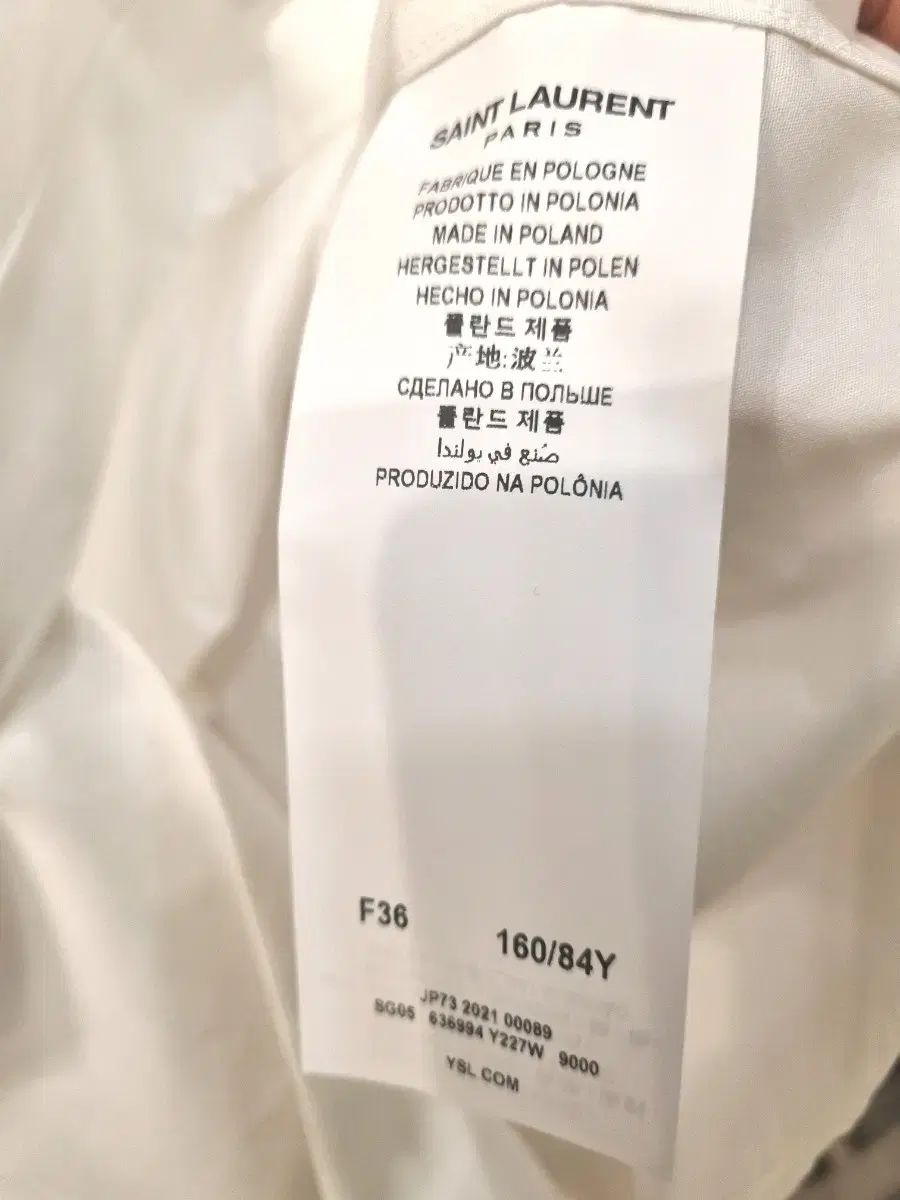 SAINT LAURENT
PARIS
FABRIQUE EN POLOGNE
PRODOTTO IN POLONIA
MADE IN POLAND
HERGESTELLT IN POLEN
HECHO IN POLONIA
폴란드 제품
产地:波兰
СДЕЛАНО В ПОЛЬШЕ
폴란드 제품
صُنع في بولندا
PRODUZIDO NA POLÔNIA
F36
160/84Y
JP73 2021 00089
SG05 636994 Y227W 9000
YSL COM